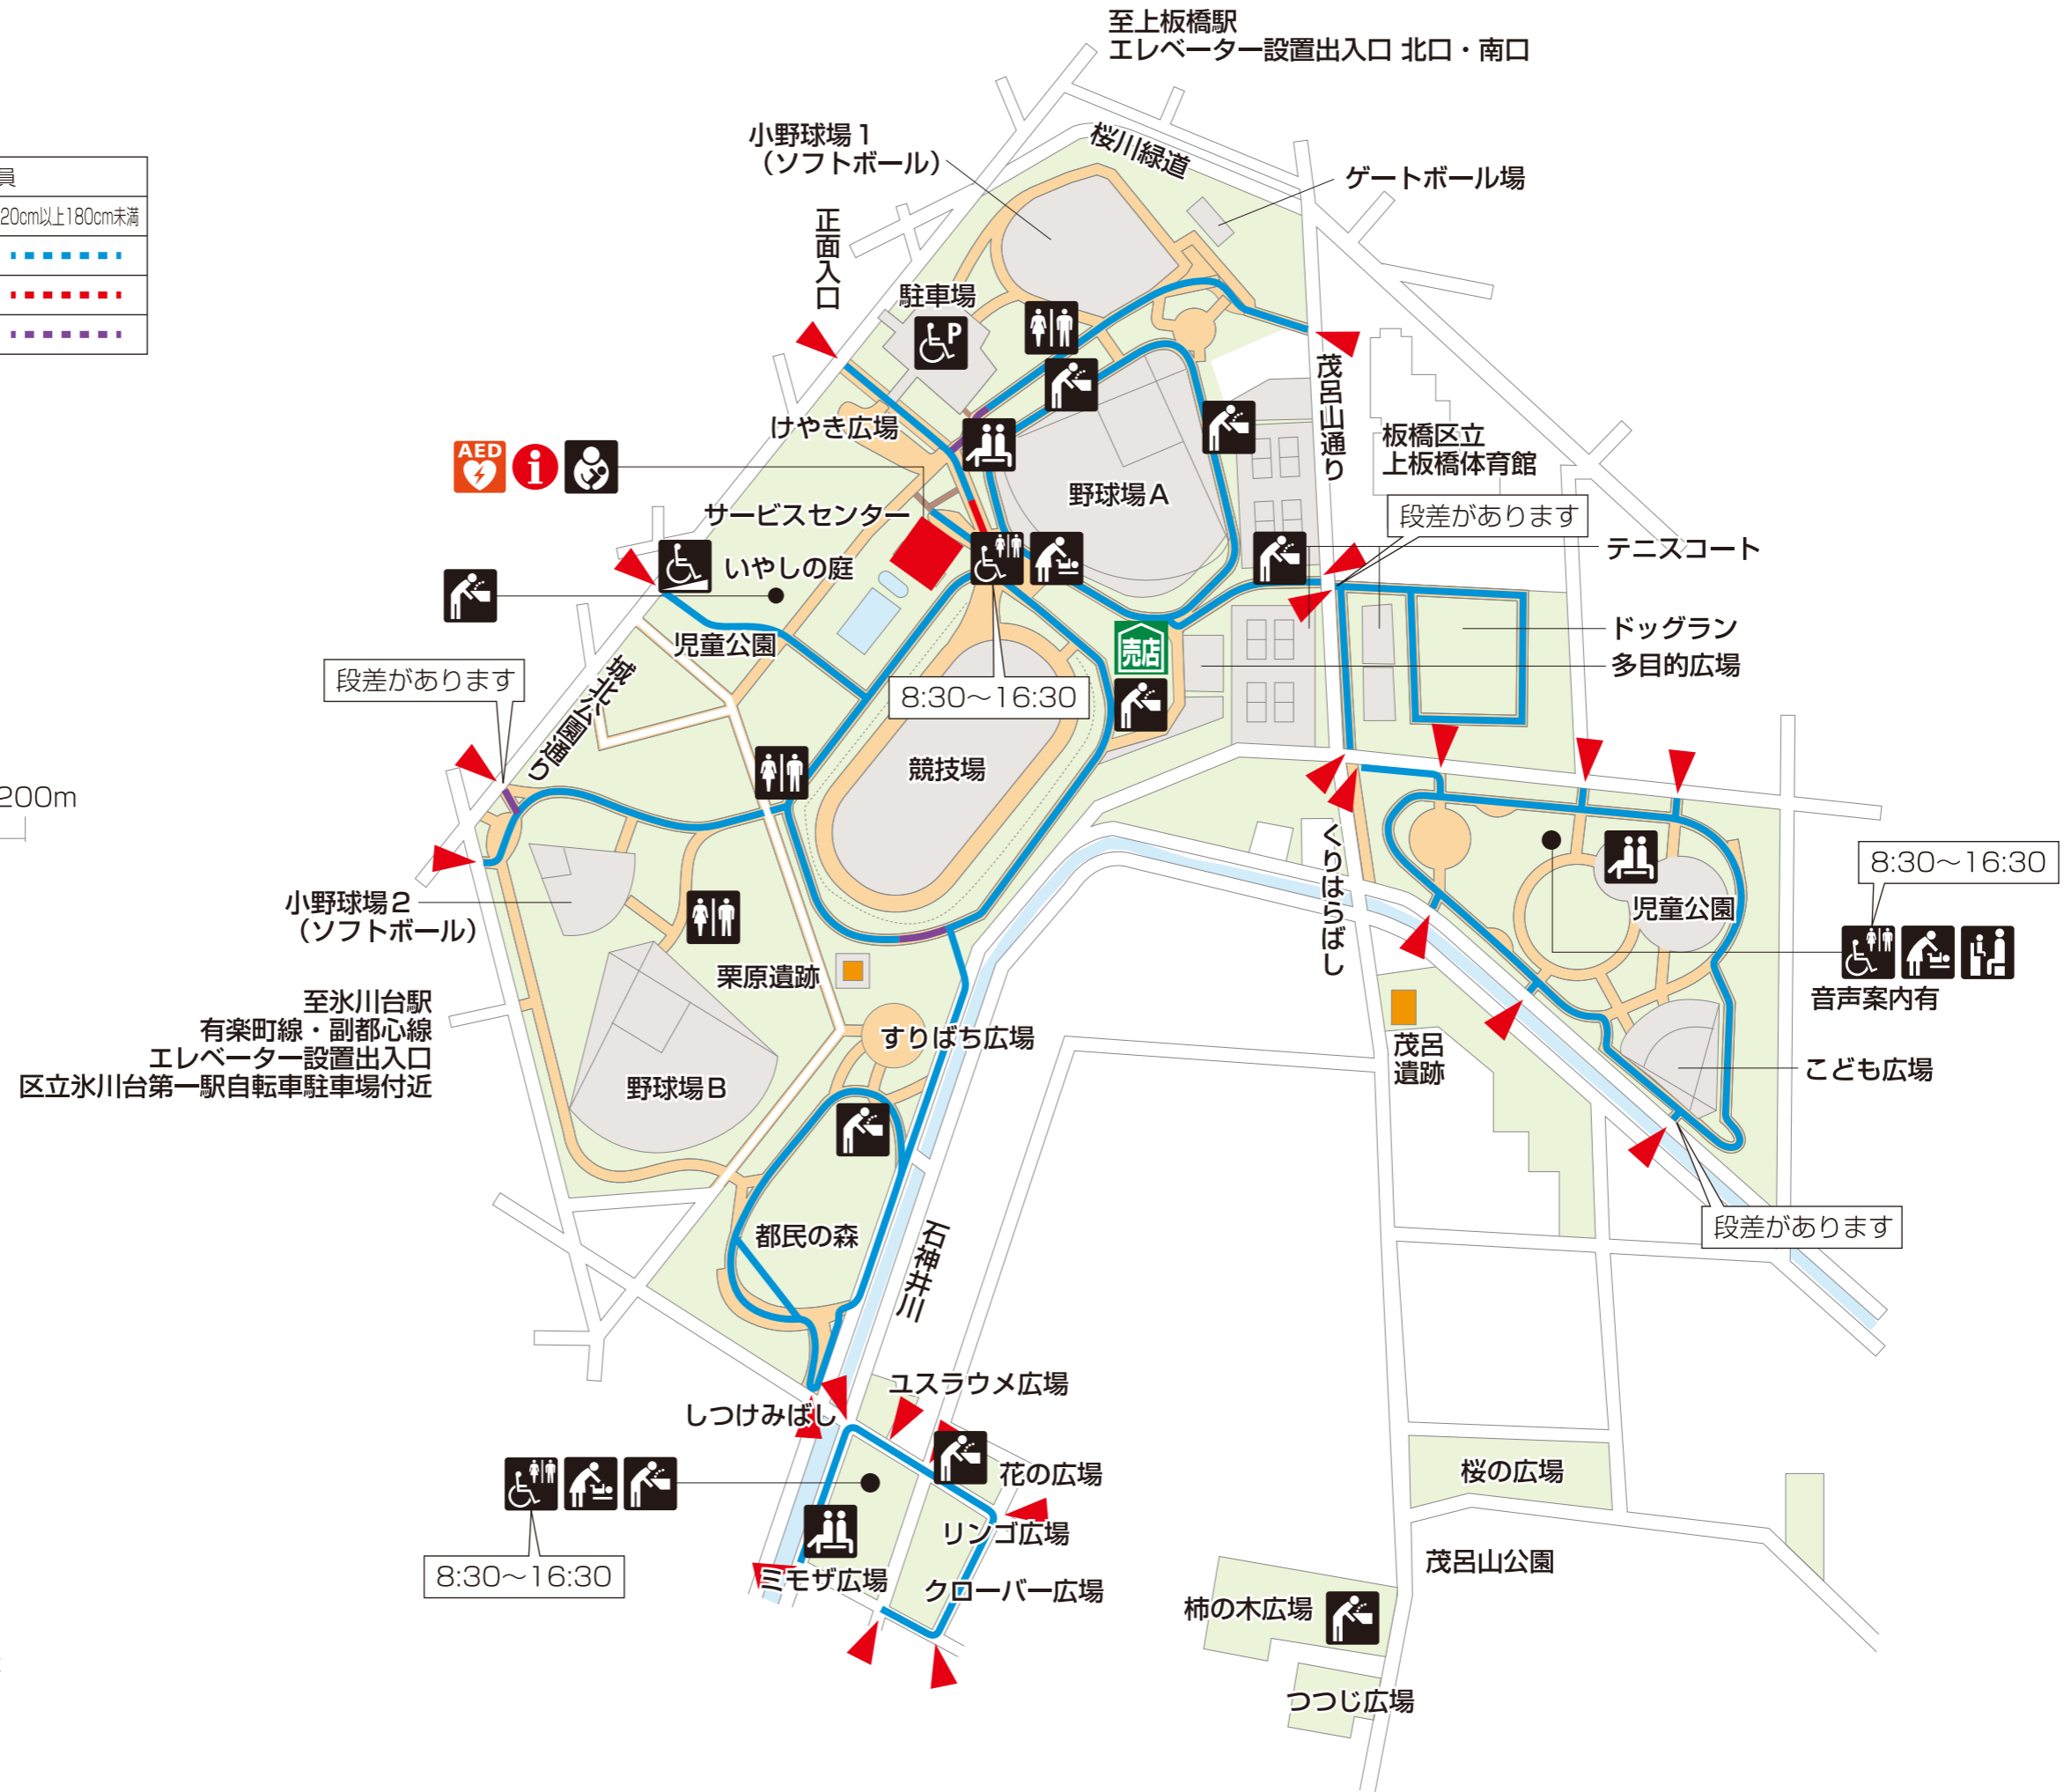 至上板橋駅
エレベーター設置出入口 北口・南口
員
20cm以上180cm未満
小野球場1
(ソフトボール)
桜川緑道
ゲートボール場
正面入口
駐車場
P
けやき広場
茂呂山通り
板橋区立
上板橋体育館
段差があります
AED
i
野球場A
サービスセンター
テニスコート
いやしの庭
児童公園
売店
ドッグラン
多目的広場
段差があります
城北公園通り
8:30〜16:30
競技場
200m
くりはらばし
8:30〜16:30
小野球場2
(ソフトボール)
児童公園
栗原遺跡
音声案内有
至氷川台駅
有楽町線・副都心線
エレベーター設置出入口
区立氷川台第一駅自転車駐車場付近
すりばち広場
茂呂
遺跡
こども広場
野球場B
段差があります
都民の森
石神井川
ユスラウメ広場
しつけみばし
花の広場
桜の広場
リンゴ広場
8:30〜16:30
ミモザ広場
クローバー広場
茂呂山公園
柿の木広場
つつじ広場